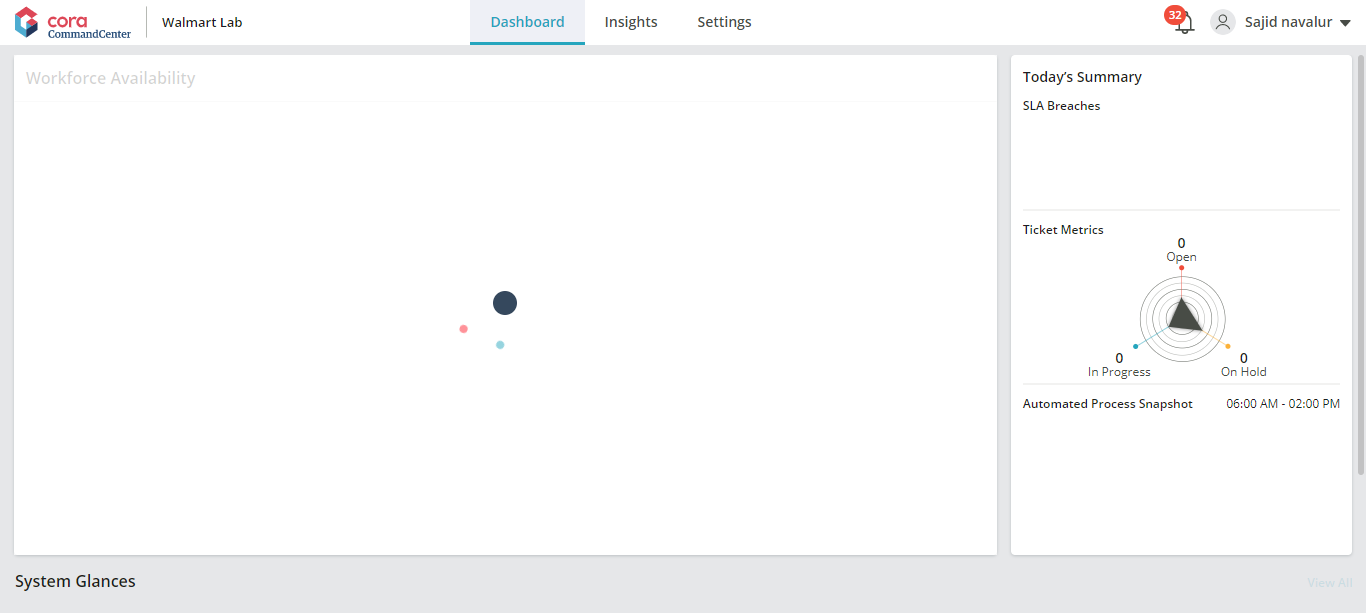 cora
CommandCenter
Walmart Lab
Dashboard
Insights
Settings
32
Sajid navalur
Workforce Availability
Today’s Summary
SLA Breaches
Ticket Metrics
0
Open
0
In Progress
0
On Hold
Automated Process Snapshot
06:00 AM - 02:00 PM
System Glances
View All